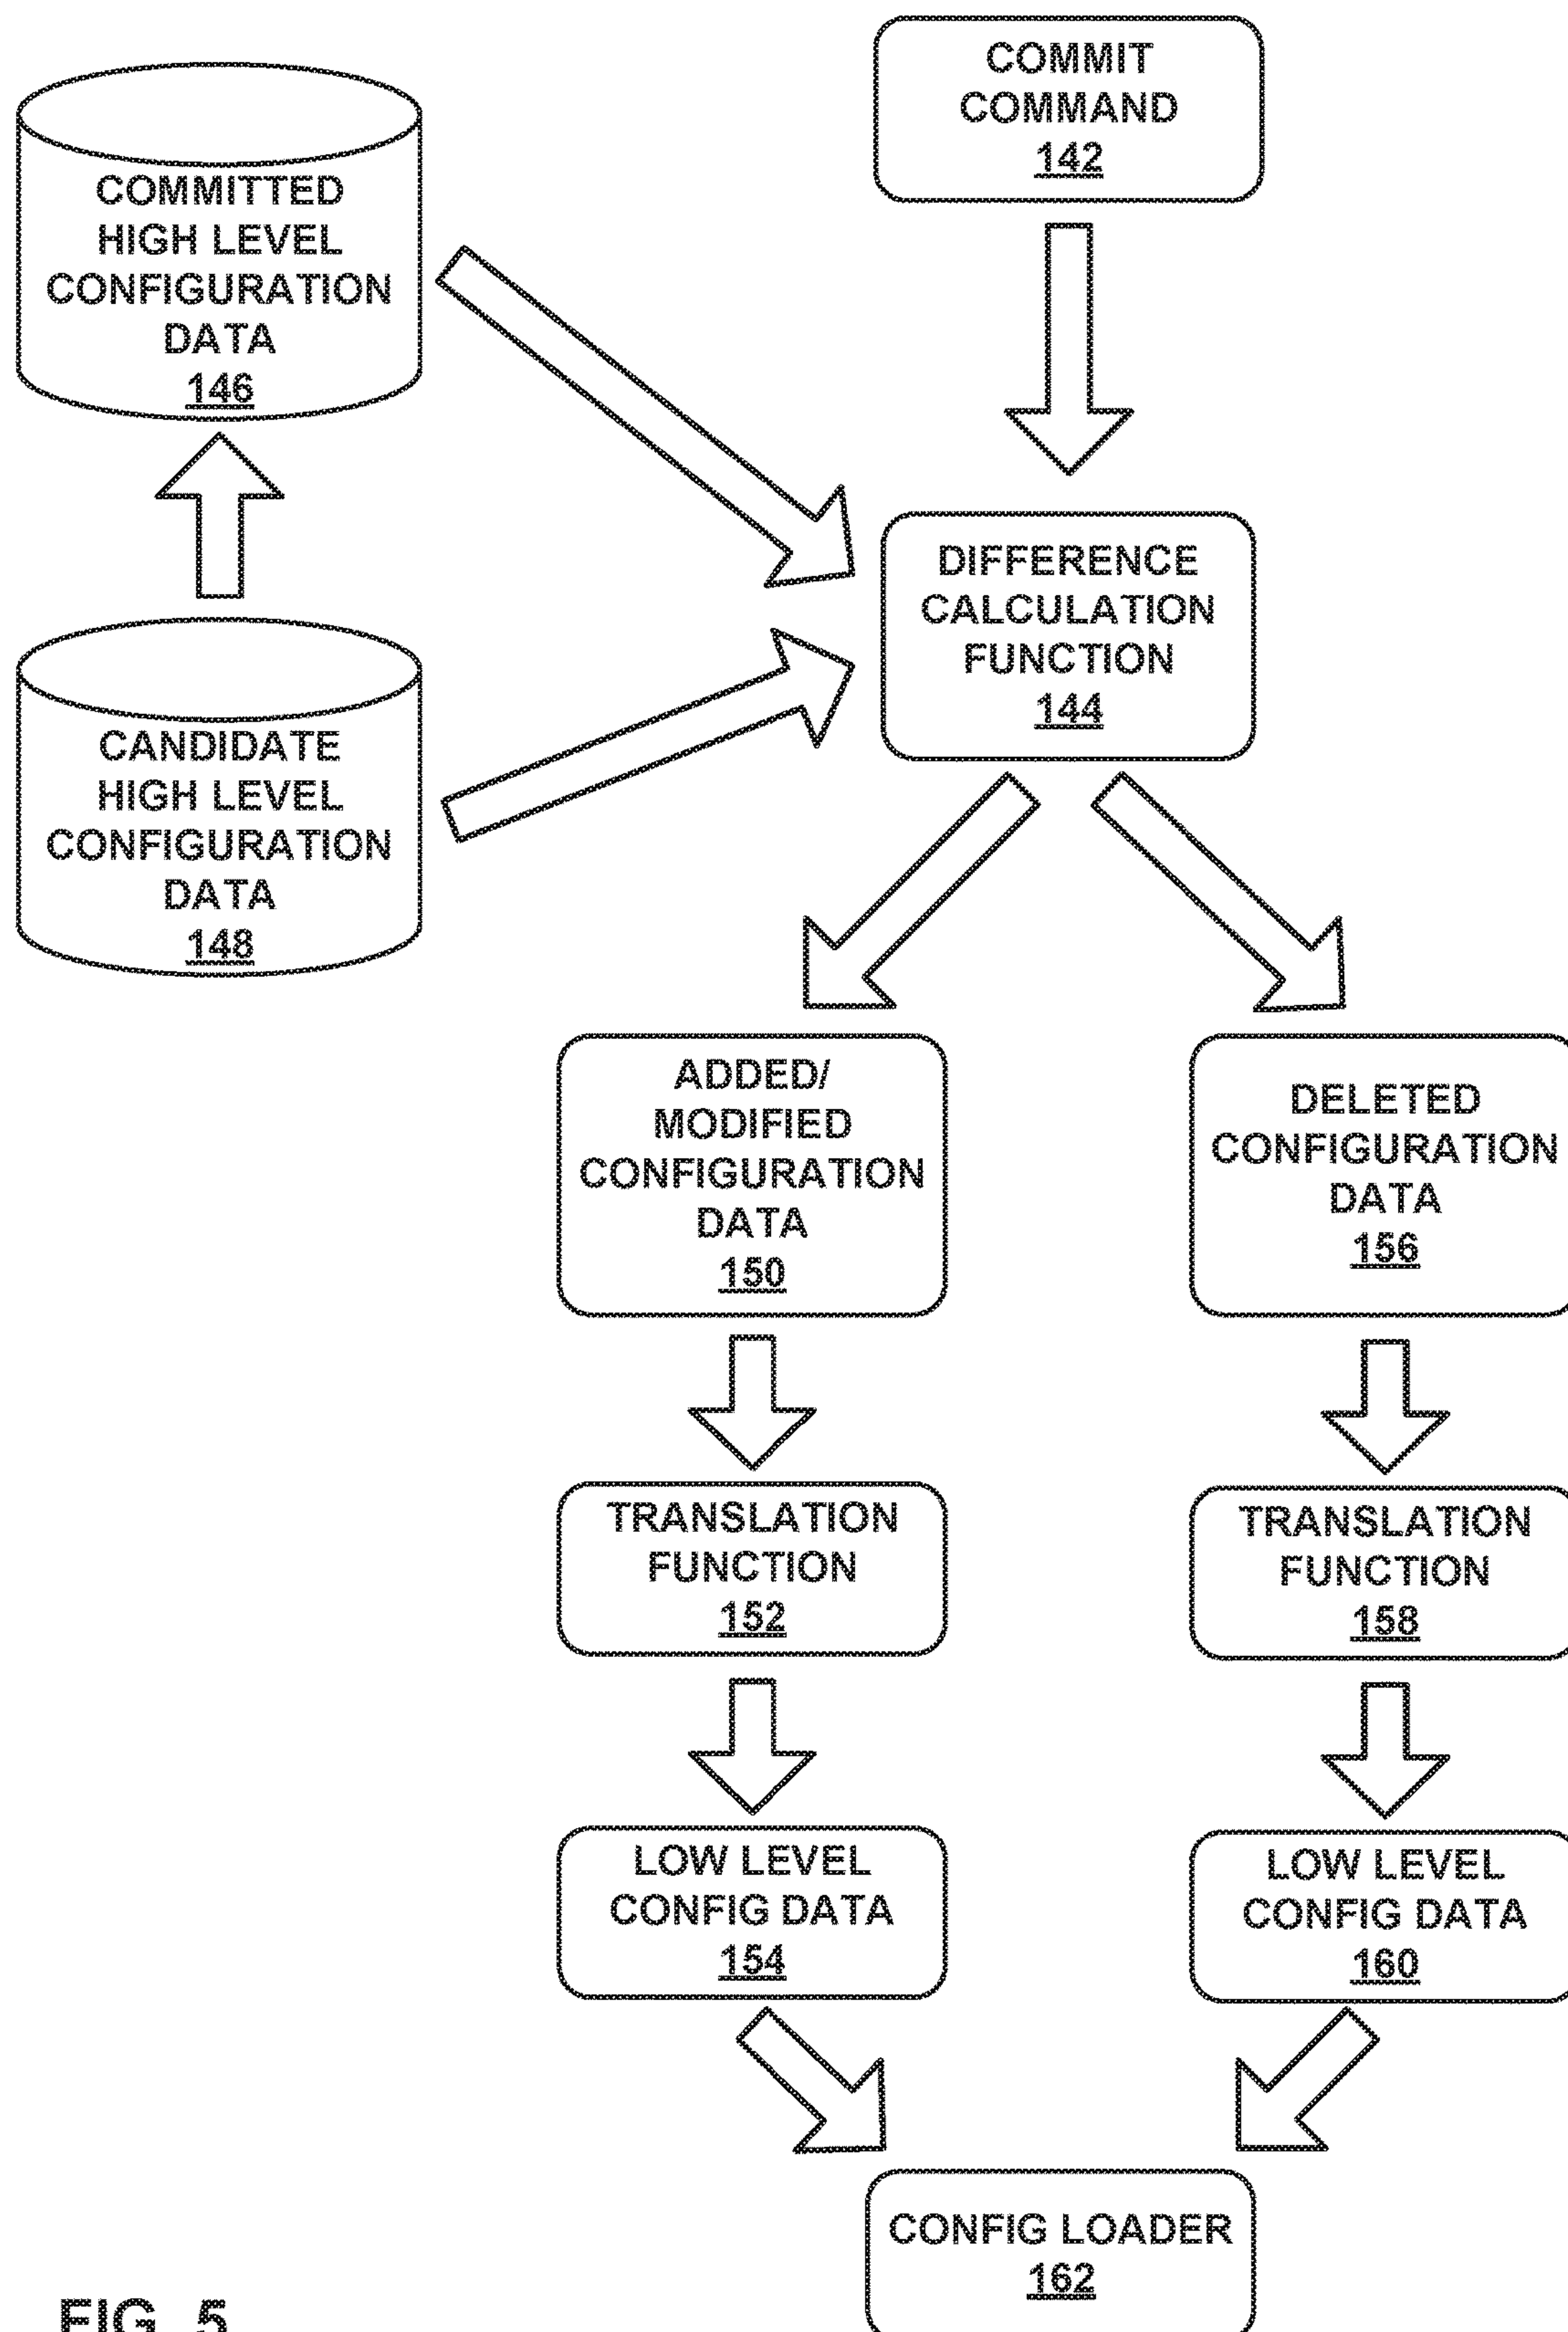 COMMIT
COMMAND
142
COMMITTED
HIGH LEVEL
CONFIGURATION
DATA
146
DIFFERENCE
CALCULATION
FUNCTION
144
CANDIDATE
HIGH LEVEL
CONFIGURATION
DATA
148
ADDED/
MODIFIED
CONFIGURATION
DATA
150
DELETED
CONFIGURATION
DATA
156
TRANSLATION
FUNCTION
152
TRANSLATION
FUNCTION
158
LOW LEVEL
CONFIG DATA
154
LOW LEVEL
CONFIG DATA
160
CONFIG LOADER
162
FIG. 5